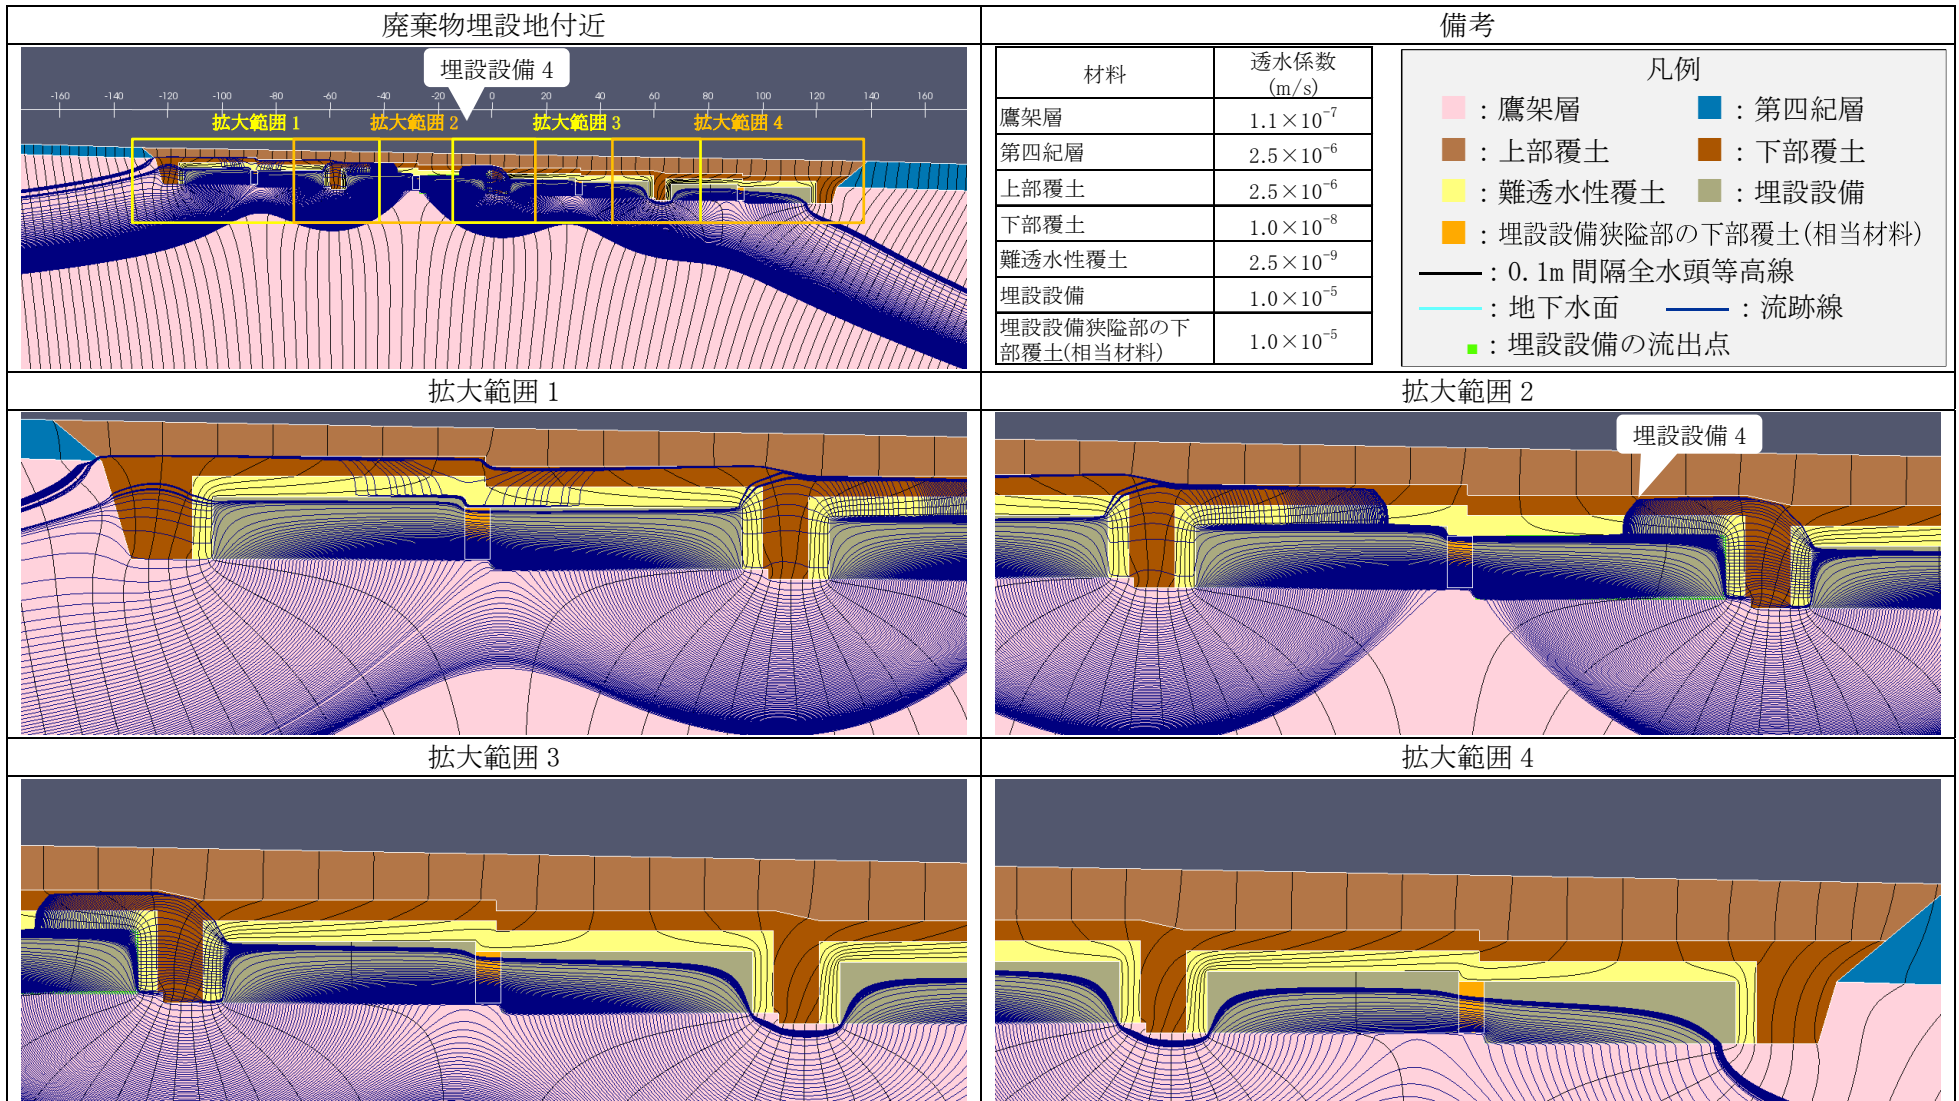 廃棄物埋設地付近
備考
埋設設備 4
-160 -140 -120 -100 -80 -60 -40 -20 0 20 40 60 80 100 120 140 160
拡大範囲 1 拡大範囲 2 拡大範囲 3 拡大範囲 4
材料 透水係数 (m/s)
鷹架層 1.1×10⁻⁷
第四紀層 2.5×10⁻⁶
上部覆土 2.5×10⁻⁶
下部覆土 1.0×10⁻⁸
難透水性覆土 2.5×10⁻⁹
埋設設備 1.0×10⁻⁵
埋設設備狭隘部の下
部覆土(相当材料) 1.0×10⁻⁵
凡例
：鷹架層 ：第四紀層
：上部覆土 ：下部覆土
：難透水性覆土 ：埋設設備
：埋設設備狭隘部の下部覆土(相当材料)
：0.1m 間隔全水頭等高線
：地下水面 ：流跡線
：埋設設備の流出点
拡大範囲 1
拡大範囲 2
埋設設備 4
拡大範囲 3
拡大範囲 4